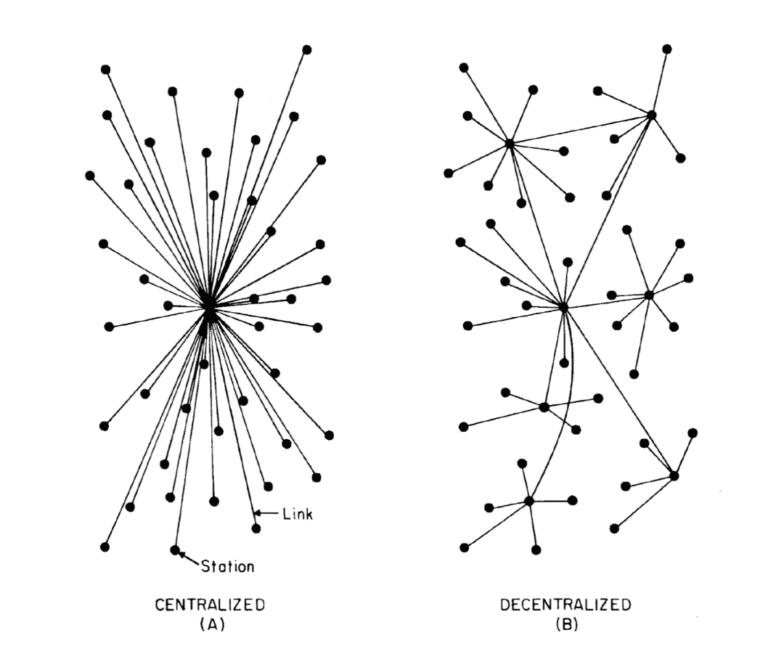 Link
Station
CENTRALIZED
(A)
DECENTRALIZED
(B)